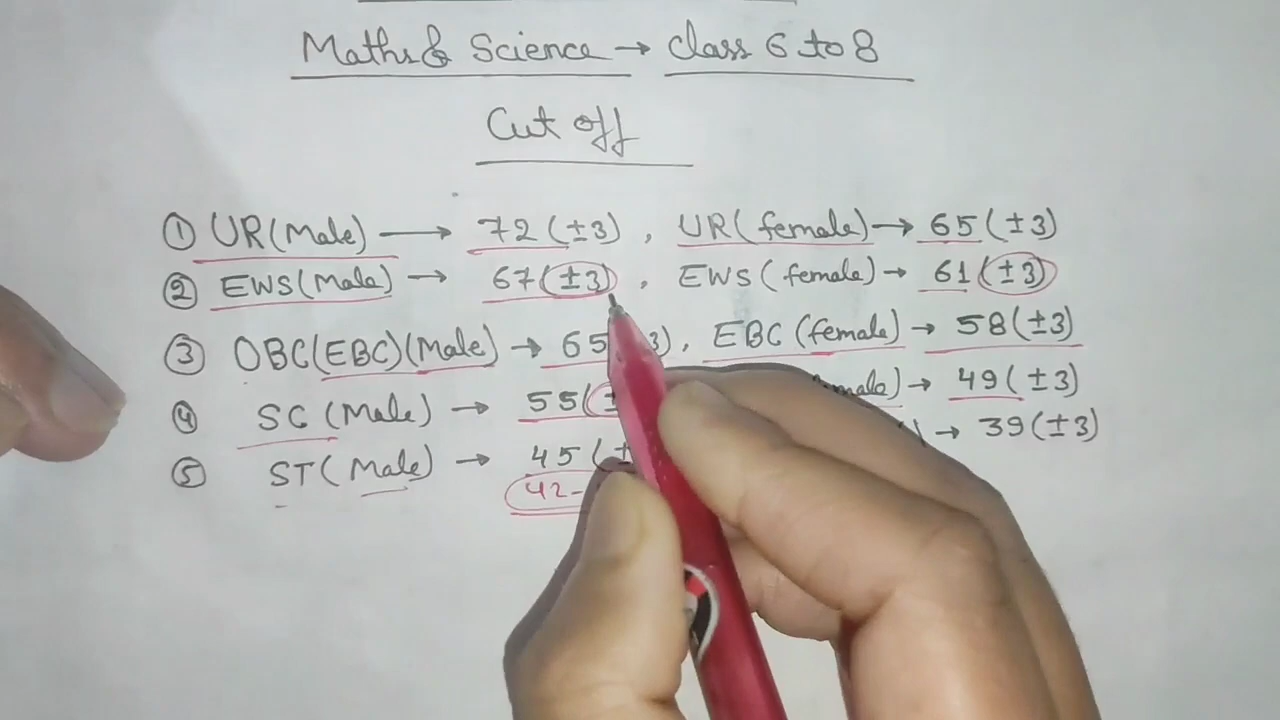 Maths & Science → class 6 to 8
Cut off
① UR(Male) → 72 (±3), UR(female) → 65 (±3)
② EWS(Male) → 67(±3), EWS(female) → 61(±3)
③ OBC(EBC)(Male) → 65 3), EBC(female) → 58(±3)
④ SC(Male) → 55( → 49(±3)
⑤ ST(Male) → 45(± → 39(±3)
42-